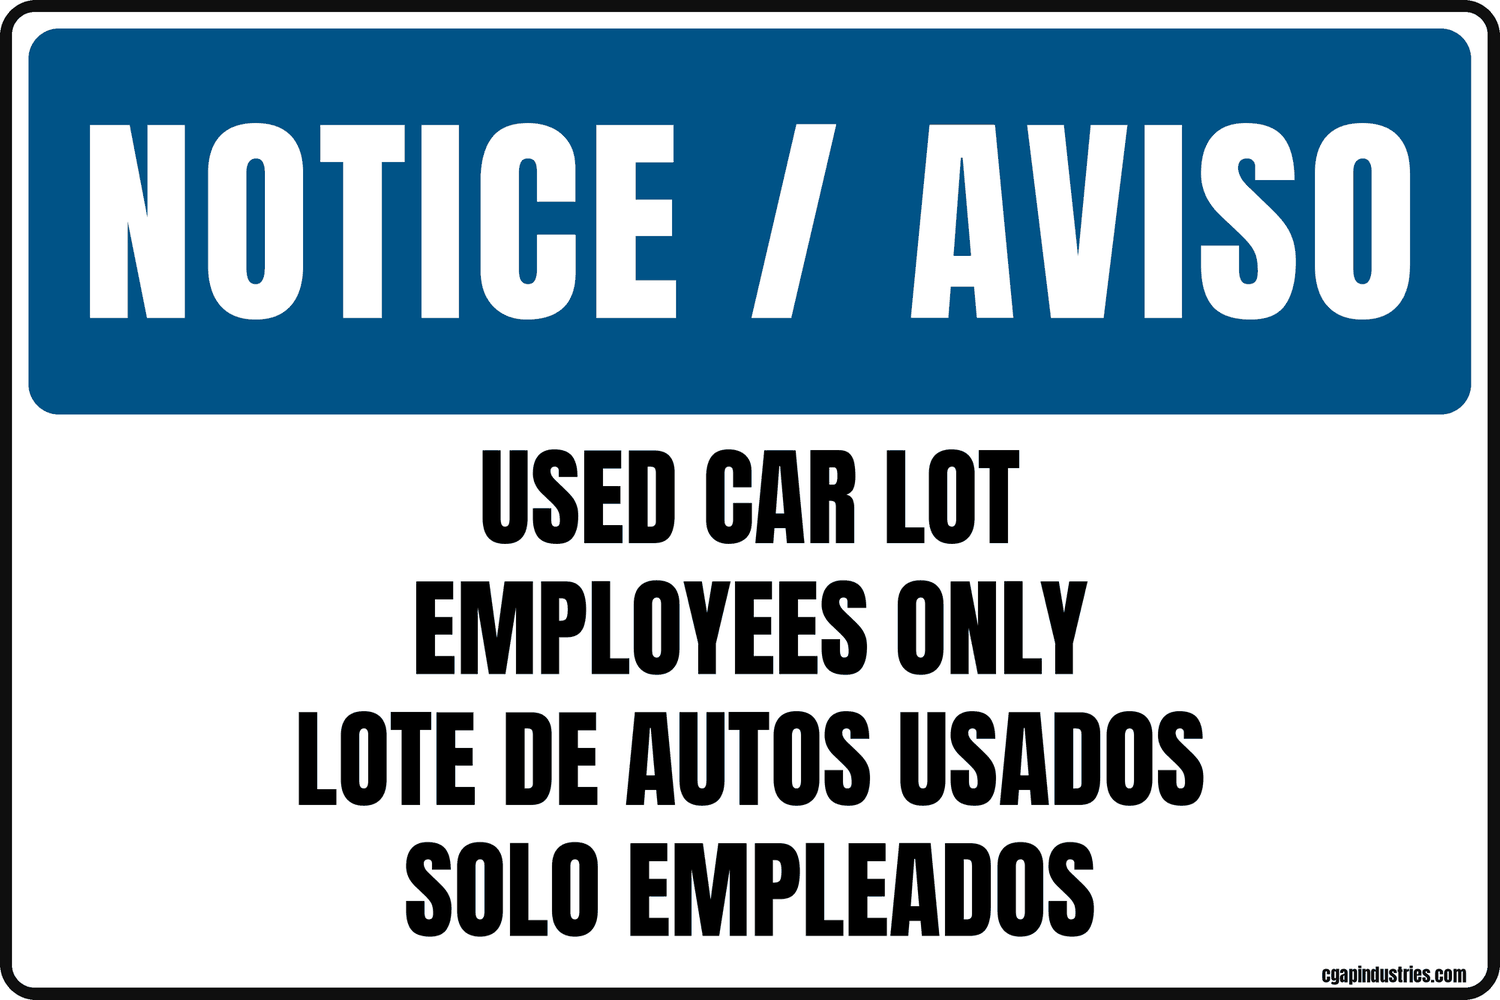 NOTICE / AVISO
USED CAR LOT
EMPLOYEES ONLY
LOTE DE AUTOS USADOS
SOLO EMPLEADOS
cgapindustries.com